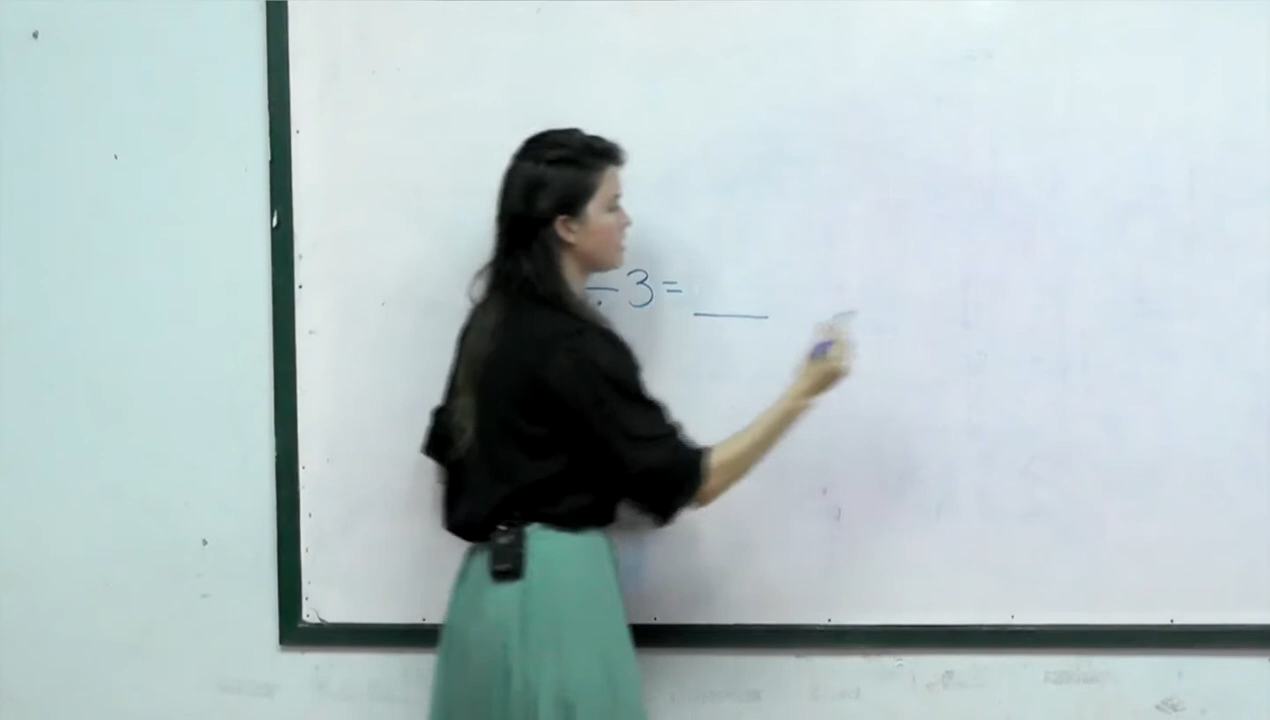 ÷ 3 = ____